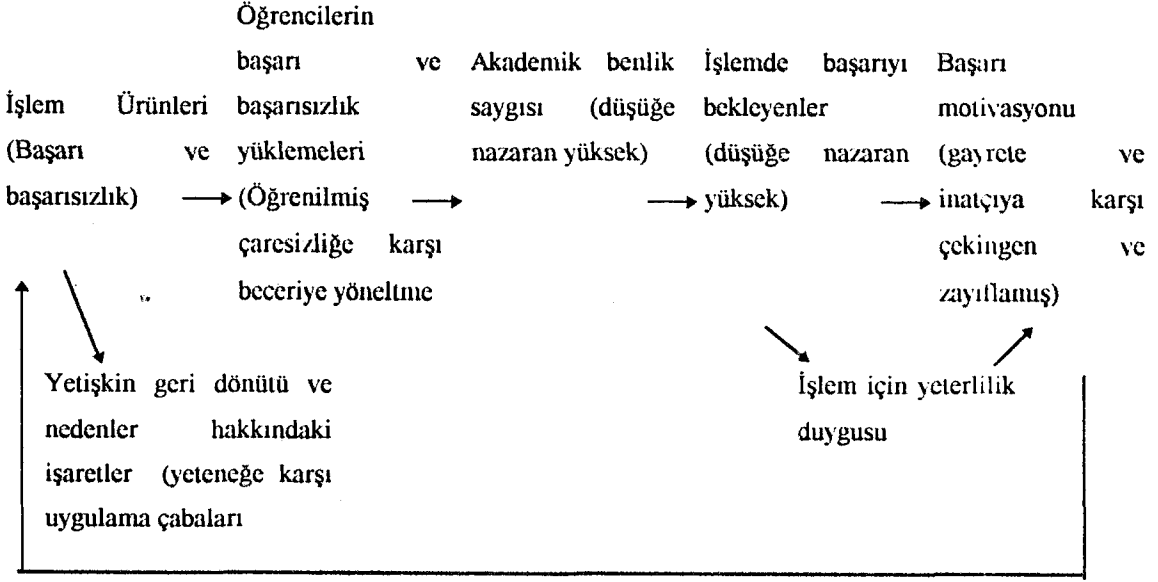 Öğrencilerin
başarı ve
başarısızlık
yüklemeleri
(Öğrenilmiş
çaresizliğe karşı
beceriye yöneltme
Akademik benlik
saygısı (düşüğe
nazaran yüksek)
İşlemde başarıyı
bekleyenler
(düşüğe nazaran
yüksek)
Başarı
motivasyonu
(gayrete ve
inatçıya karşı
çekingen ve
zayıflamış)
İşlem Ürünleri
(Başarı ve
başarısızlık)
Yetişkin geri dönütü ve
nedenler hakkındaki
işaretler (yeteneğe karşı
uygulama çabaları
İşlem için yeterlilik
duygusu